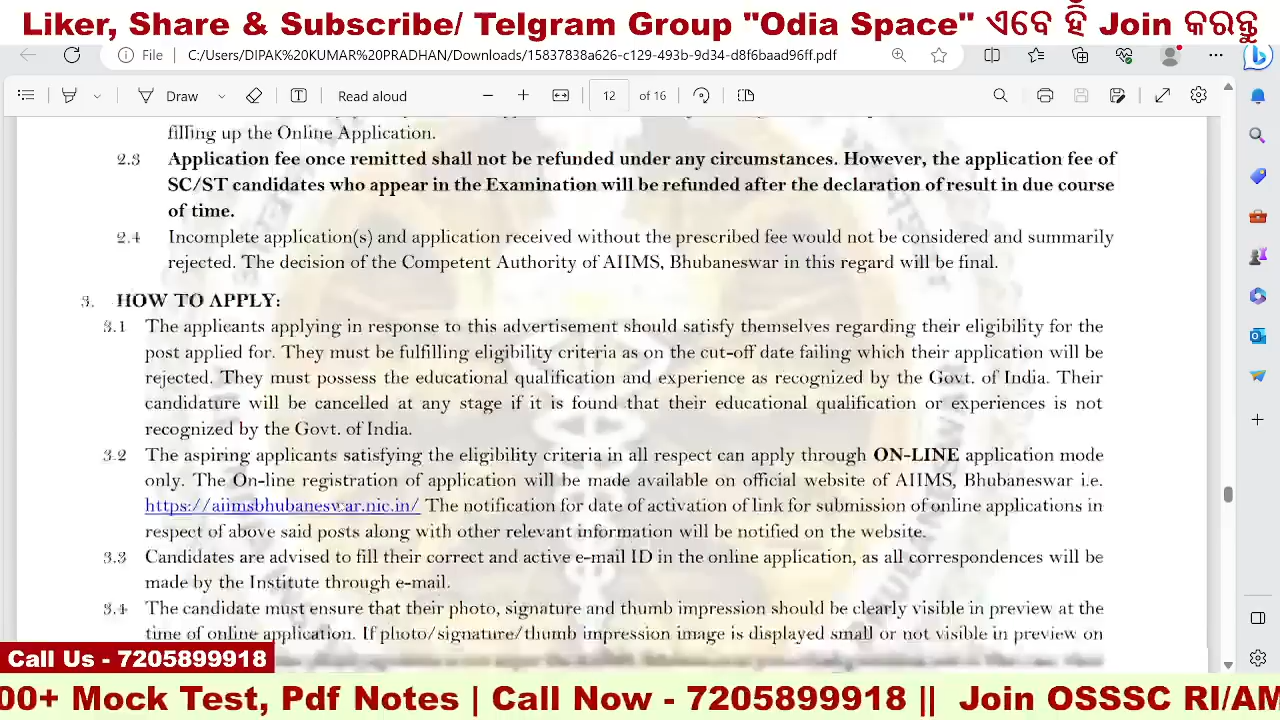 Liker, Share & Subscribe/ Telgram Group "Odia Space" ଏବେ ହିଁ Join କରନ୍ତୁ
File C:/Users/DIPAK%20KUMAR%20PRADHAN/Downloads/15887838a626-c129-493b-9d34-d8f6baad96ff.pdf
Draw Read aloud 12 of 16
filling up the Online Application.
2.3 Application fee once remitted shall not be refunded under any circumstances. However, the application fee of
SC/ST candidates who appear in the Examination will be refunded after the declaration of result in due course
of time.
2.4 Incomplete application(s) and application received without the prescribed fee would not be considered and summarily
rejected. The decision of the Competent Authority of AIIMS, Bhubaneswar in this regard will be final.
3. HOW TO APPLY:
3.1 The applicants applying in response to this advertisement should satisfy themselves regarding their eligibility for the
post applied for. They must be fulfilling eligibility criteria as on the cut-off date failing which their application will be
rejected. They must possess the educational qualification and experience as recognized by the Govt. of India. Their
candidature will be cancelled at any stage if it is found that their educational qualification or experiences is not
recognized by the Govt. of India.
3.2 The aspiring applicants satisfying the eligibility criteria in all respect can apply through ON-LINE application mode
only. The On-line registration of application will be made available on official website of AIIMS, Bhubaneswar i.e.
https://aiimsbhubaneswar.nic.in/ The notification for date of activation of link for submission of online applications in
respect of above said posts along with other relevant information will be notified on the website.
3.3 Candidates are advised to fill their correct and active e-mail ID in the online application, as all correspondences will be
made by the Institute through e-mail.
3.4 The candidate must ensure that their photo, signature and thumb impression should be clearly visible in preview at the
time of online application. If photo/signature/thumb impression image is displayed small or not visible in preview on
Call Us - 7205899918
00+ Mock Test, Pdf Notes | Call Now - 7205899918 || Join OSSSC RI/AM